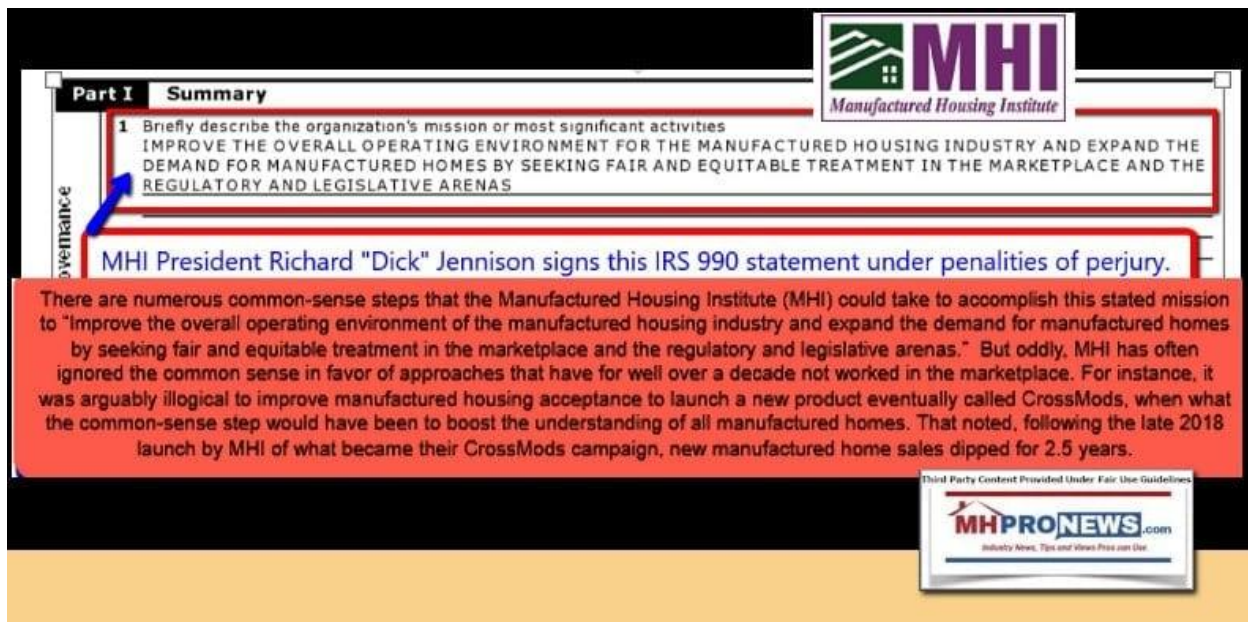 MHI
Manufactured Housing Institute
Part I Summary
1 Briefly describe the organization's mission or most significant activities
IMPROVE THE OVERALL OPERATING ENVIRONMENT FOR THE MANUFACTURED HOUSING INDUSTRY AND EXPAND THE
DEMAND FOR MANUFACTURED HOMES BY SEEKING FAIR AND EQUITABLE TREATMENT IN THE MARKETPLACE AND THE
REGULATORY AND LEGISLATIVE ARENAS
MHI President Richard "Dick" Jennison signs this IRS 990 statement under penalities of perjury.
There are numerous common-sense steps that the Manufactured Housing Institute (MHI) could take to accomplish this stated mission
to "Improve the overall operating environment of the manufactured housing industry and expand the demand for manufactured homes
by seeking fair and equitable treatment in the marketplace and the regulatory and legislative arenas." But oddly, MHI has often
ignored the common sense in favor of approaches that have for well over a decade not worked in the marketplace. For instance, it
was arguably illogical to improve manufactured housing acceptance to launch a new product eventually called CrossMods, when what
the common-sense step would have been to boost the understanding of all manufactured homes. That noted, following the late 2018
launch by MHI of what became their CrossMods campaign, new manufactured home sales dipped for 2.5 years.
Third Party Content Provided Under Fair Use Guidelines
MHPRONEWS.com
Industry News, Tips and Views Pros can Use